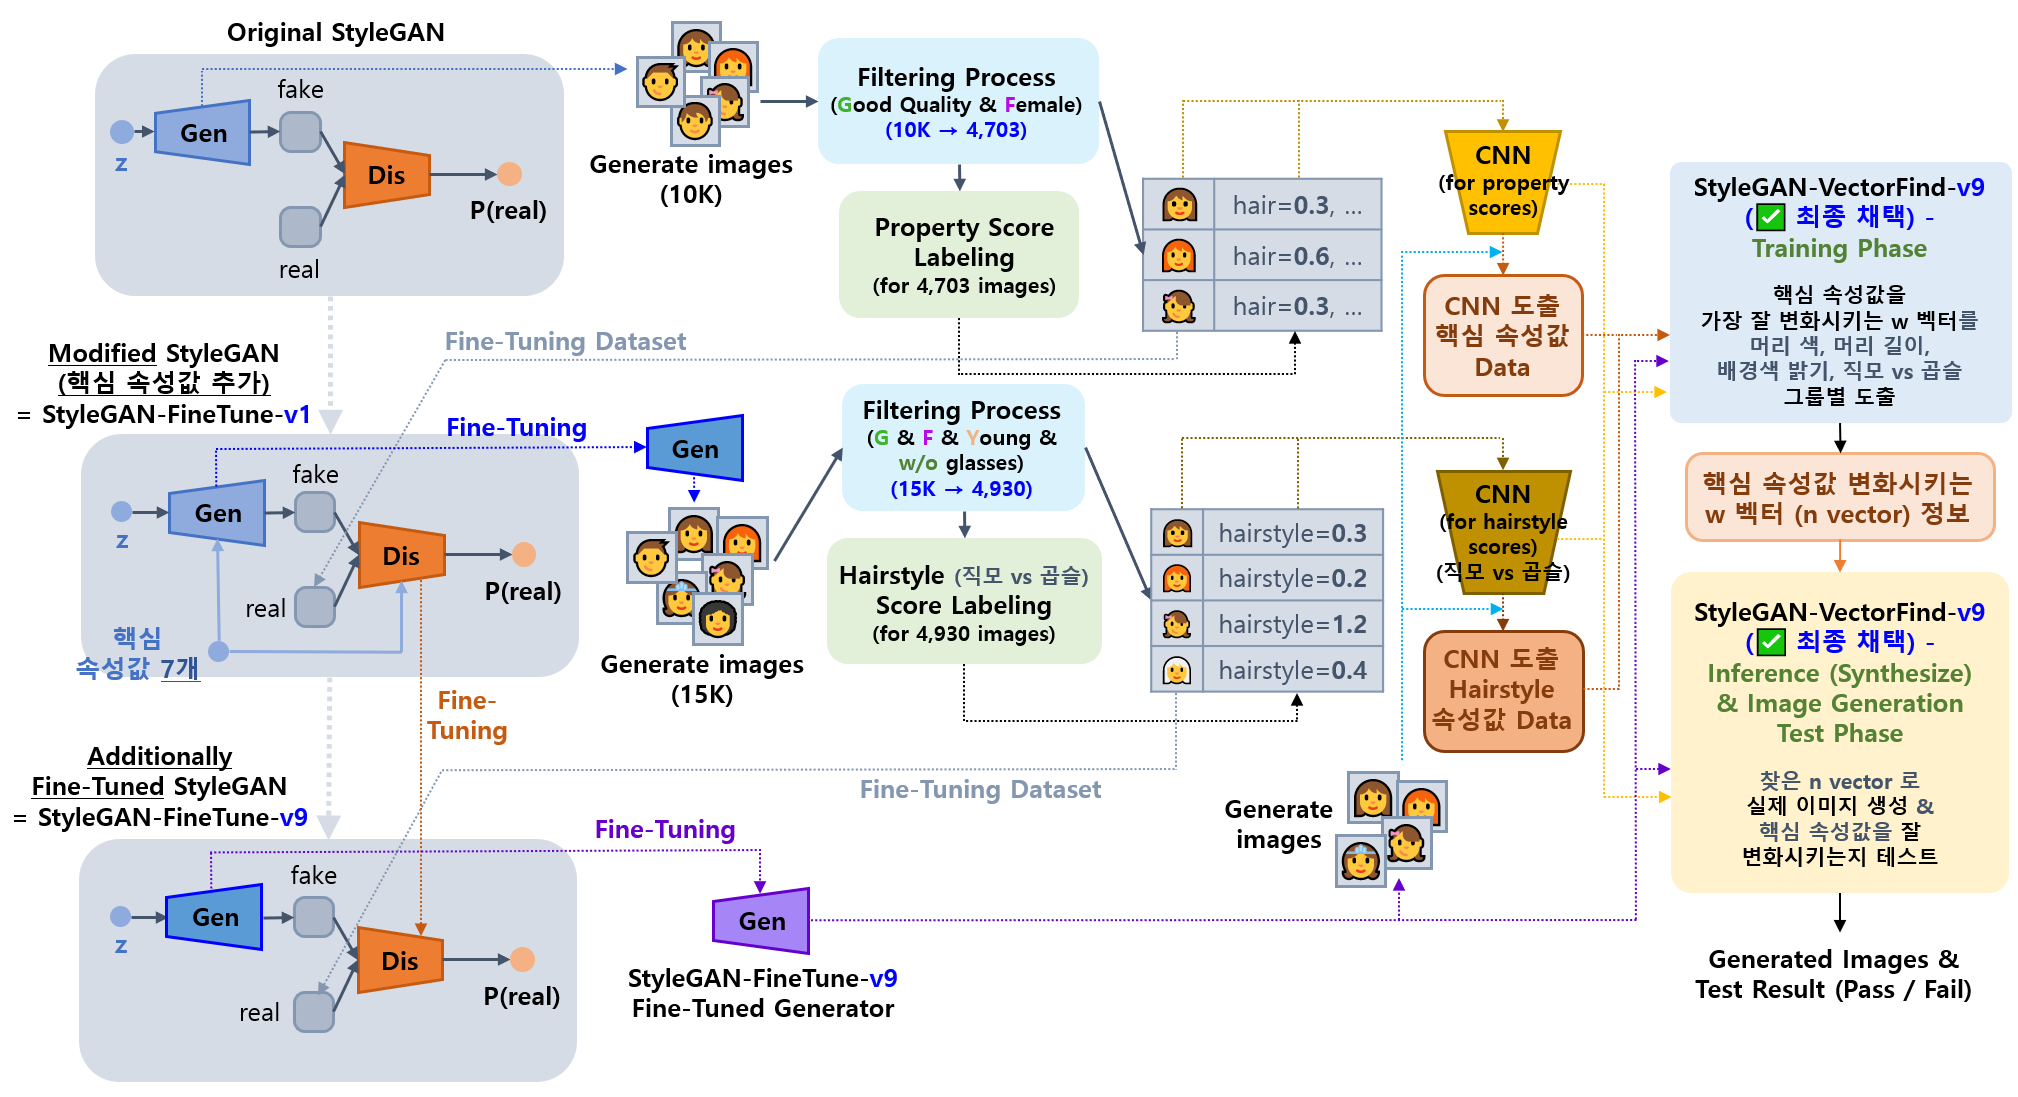 Original StyleGAN
fake
Gen
z
Dis
P(real)
real
Generate images
(10K)
Filtering Process
(Good Quality & Female)
(10K → 4,703)
Property Score
Labeling
(for 4,703 images)
hair=0.3, ...
hair=0.6, ...
hair=0.3, ...
CNN
(for property
scores)
CNN 도출
핵심 속성값
Data
Fine-Tuning Dataset
Modified StyleGAN
(핵심 속성값 추가)
= StyleGAN-FineTune-v1
fake
Gen
z
Dis
P(real)
real
핵심
속성값 7개
Fine-Tuning
Gen
Generate images
(15K)
Filtering Process
(G & F & Young &
w/o glasses)
(15K → 4,930)
Hairstyle (직모 vs 곱슬)
Score Labeling
(for 4,930 images)
hairstyle=0.3
hairstyle=0.2
hairstyle=1.2
hairstyle=0.4
CNN
(for hairstyle
scores)
(직모 vs 곱슬)
CNN 도출
Hairstyle
속성값 Data
Fine-
Tuning
Fine-Tuning Dataset
Additionally
Fine-Tuned StyleGAN
= StyleGAN-FineTune-v9
fake
Gen
z
Dis
P(real)
real
Fine-Tuning
Gen
StyleGAN-FineTune-v9
Fine-Tuned Generator
Generate
images
StyleGAN-VectorFind-v9
(✅ 최종 채택) -
Training Phase
핵심 속성값을
가장 잘 변화시키는 w 벡터를
머리 색, 머리 길이,
배경색 밝기, 직모 vs 곱슬
그룹별 도출
핵심 속성값 변화시키는
w 벡터 (n vector) 정보
StyleGAN-VectorFind-v9
(✅ 최종 채택) -
Inference (Synthesize)
& Image Generation
Test Phase
찾은 n vector 로
실제 이미지 생성 &
핵심 속성값을 잘
변화시키는지 테스트
Generated Images &
Test Result (Pass / Fail)